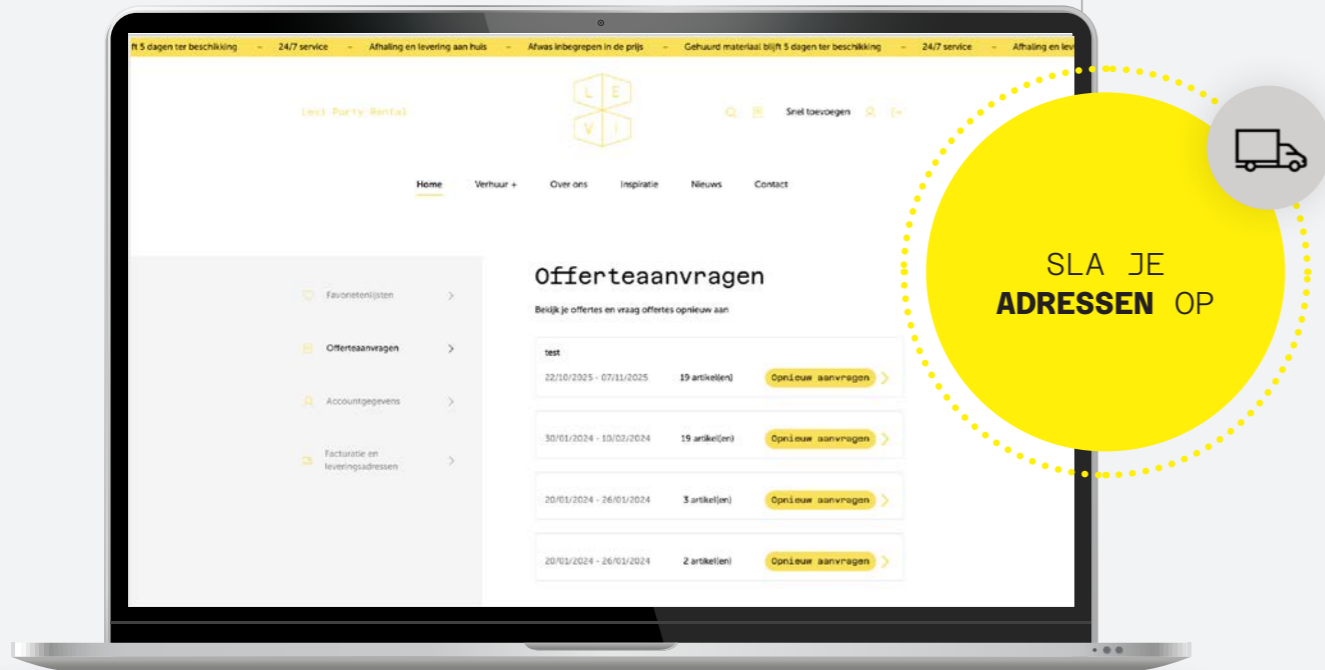 ft 5 dagen ter beschikking – 24/7 service – Afhaling en levering aan huis – Afwas inbegrepen in de prijs – Gehuurd materiaal blijft 5 dagen ter beschikking – 24/7 service – Afhaling en lev
Levi Party Rental
L E
V I
Snel toevoegen
Home Verhuur + Over ons Inspiratie Nieuws Contact
Favorietenlijsten
Offerteaanvragen
Accountgegevens
Facturatie en
leveringsadressen
Offerteaanvragen
Bekijk je offertes en vraag offertes opnieuw aan
test
22/10/2025 - 07/11/2025 19 artikel(en) Opnieuw aanvragen
30/01/2024 - 10/02/2024 19 artikel(en) Opnieuw aanvragen
20/01/2024 - 26/01/2024 3 artikel(en) Opnieuw aanvragen
20/01/2024 - 26/01/2024 2 artikel(en) Opnieuw aanvragen
SLA JE
ADRESSEN OP